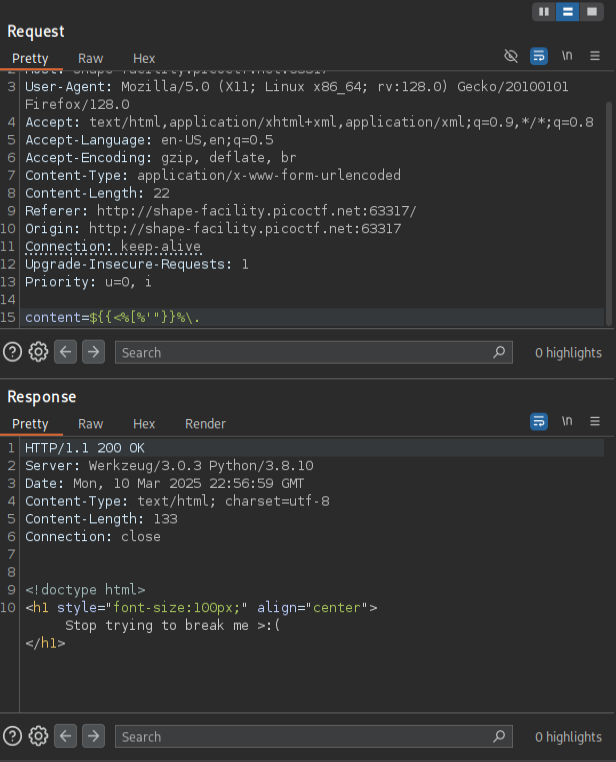 Request
Pretty Raw Hex \n
2 Host: shape-facility.picoctf.net:63317
3 User-Agent: Mozilla/5.0 (X11; Linux x86_64; rv:128.0) Gecko/20100101
Firefox/128.0
4 Accept: text/html,application/xhtml+xml,application/xml;q=0.9,*/*;q=0.8
5 Accept-Language: en-US,en;q=0.5
6 Accept-Encoding: gzip, deflate, br
7 Content-Type: application/x-www-form-urlencoded
8 Content-Length: 22
9 Referer: http://shape-facility.picoctf.net:63317/
10 Origin: http://shape-facility.picoctf.net:63317
11 Connection: keep-alive
12 Upgrade-Insecure-Requests: 1
13 Priority: u=0, i
14
15 content=${{<%[%'"}}%\.
? Search 0 highlights
Response
Pretty Raw Hex Render \n
1 HTTP/1.1 200 OK
2 Server: Werkzeug/3.0.3 Python/3.8.10
3 Date: Mon, 10 Mar 2025 22:56:59 GMT
4 Content-Type: text/html; charset=utf-8
5 Content-Length: 133
6 Connection: close
7
8
9 <!doctype html>
10 <h1 style="font-size:100px;" align="center">
Stop trying to break me >:(
</h1>
? Search 0 highlights